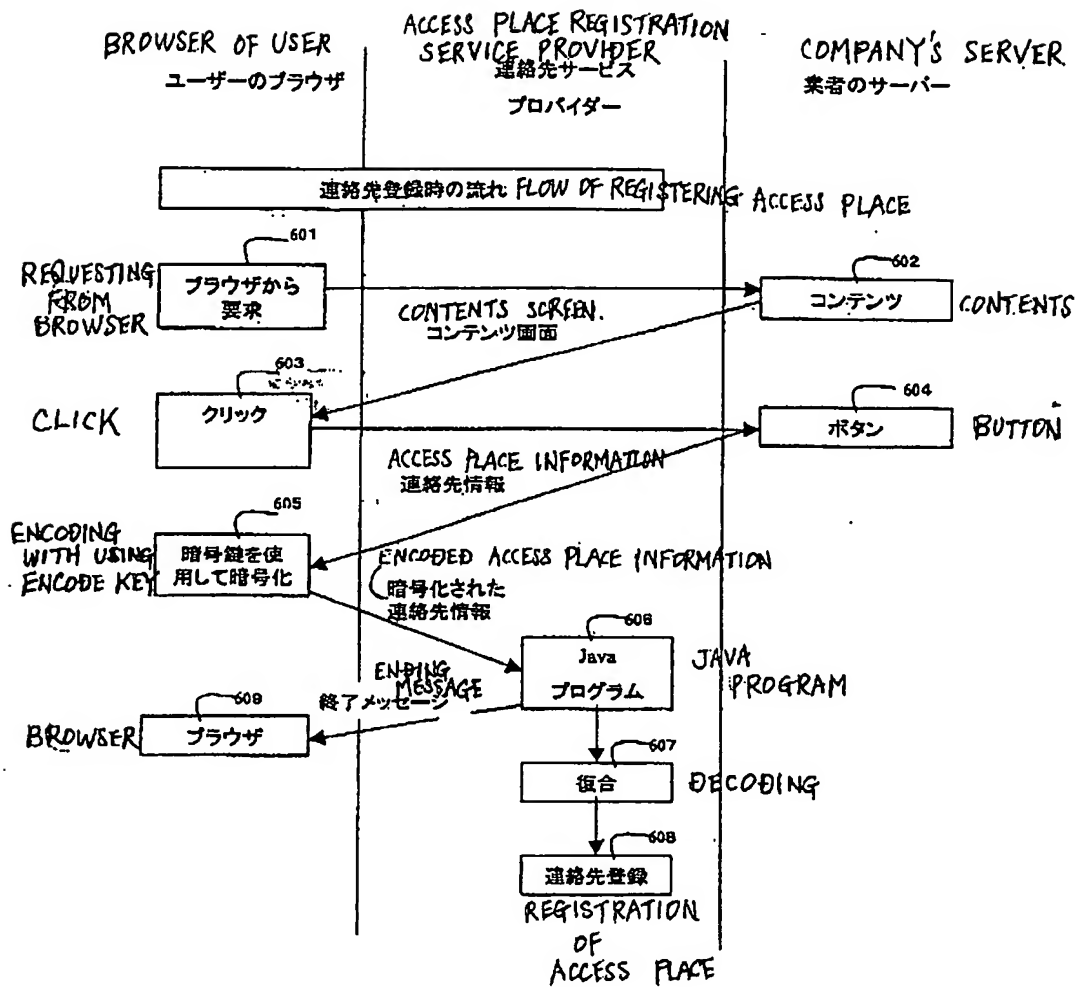 BROWSER OF USER
ユーザーのブラウザ
ACCESS PLACE REGISTRATION
SERVICE PROVIDER
連絡先サービス
プロバイダー
COMPANY'S SERVER
業者のサーバー
連絡先登録時の流れ FLOW OF REGISTERING ACCESS PLACE
601
REQUESTING
FROM
BROWSER
ブラウザから
要求
602
コンテンツ
CONTENTS
CONTENTS SCREEN.
コンテンツ画面
603
CLICK
クリック
604
ボタン
BUTTON
ACCESS PLACE INFORMATION
連絡先情報
605
ENCODING
WITH USING
ENCODE KEY
暗号鍵を使
用して暗号化
ENCODED ACCESS PLACE INFORMATION
暗号化された
連絡先情報
606
Java
プログラム
JAVA
PROGRAM
ENDING
MESSAGE
終了メッセージ
609
BROWSER
ブラウザ
607
復合
DECODING
608
連絡先登録
REGISTRATION
OF
ACCESS PLACE